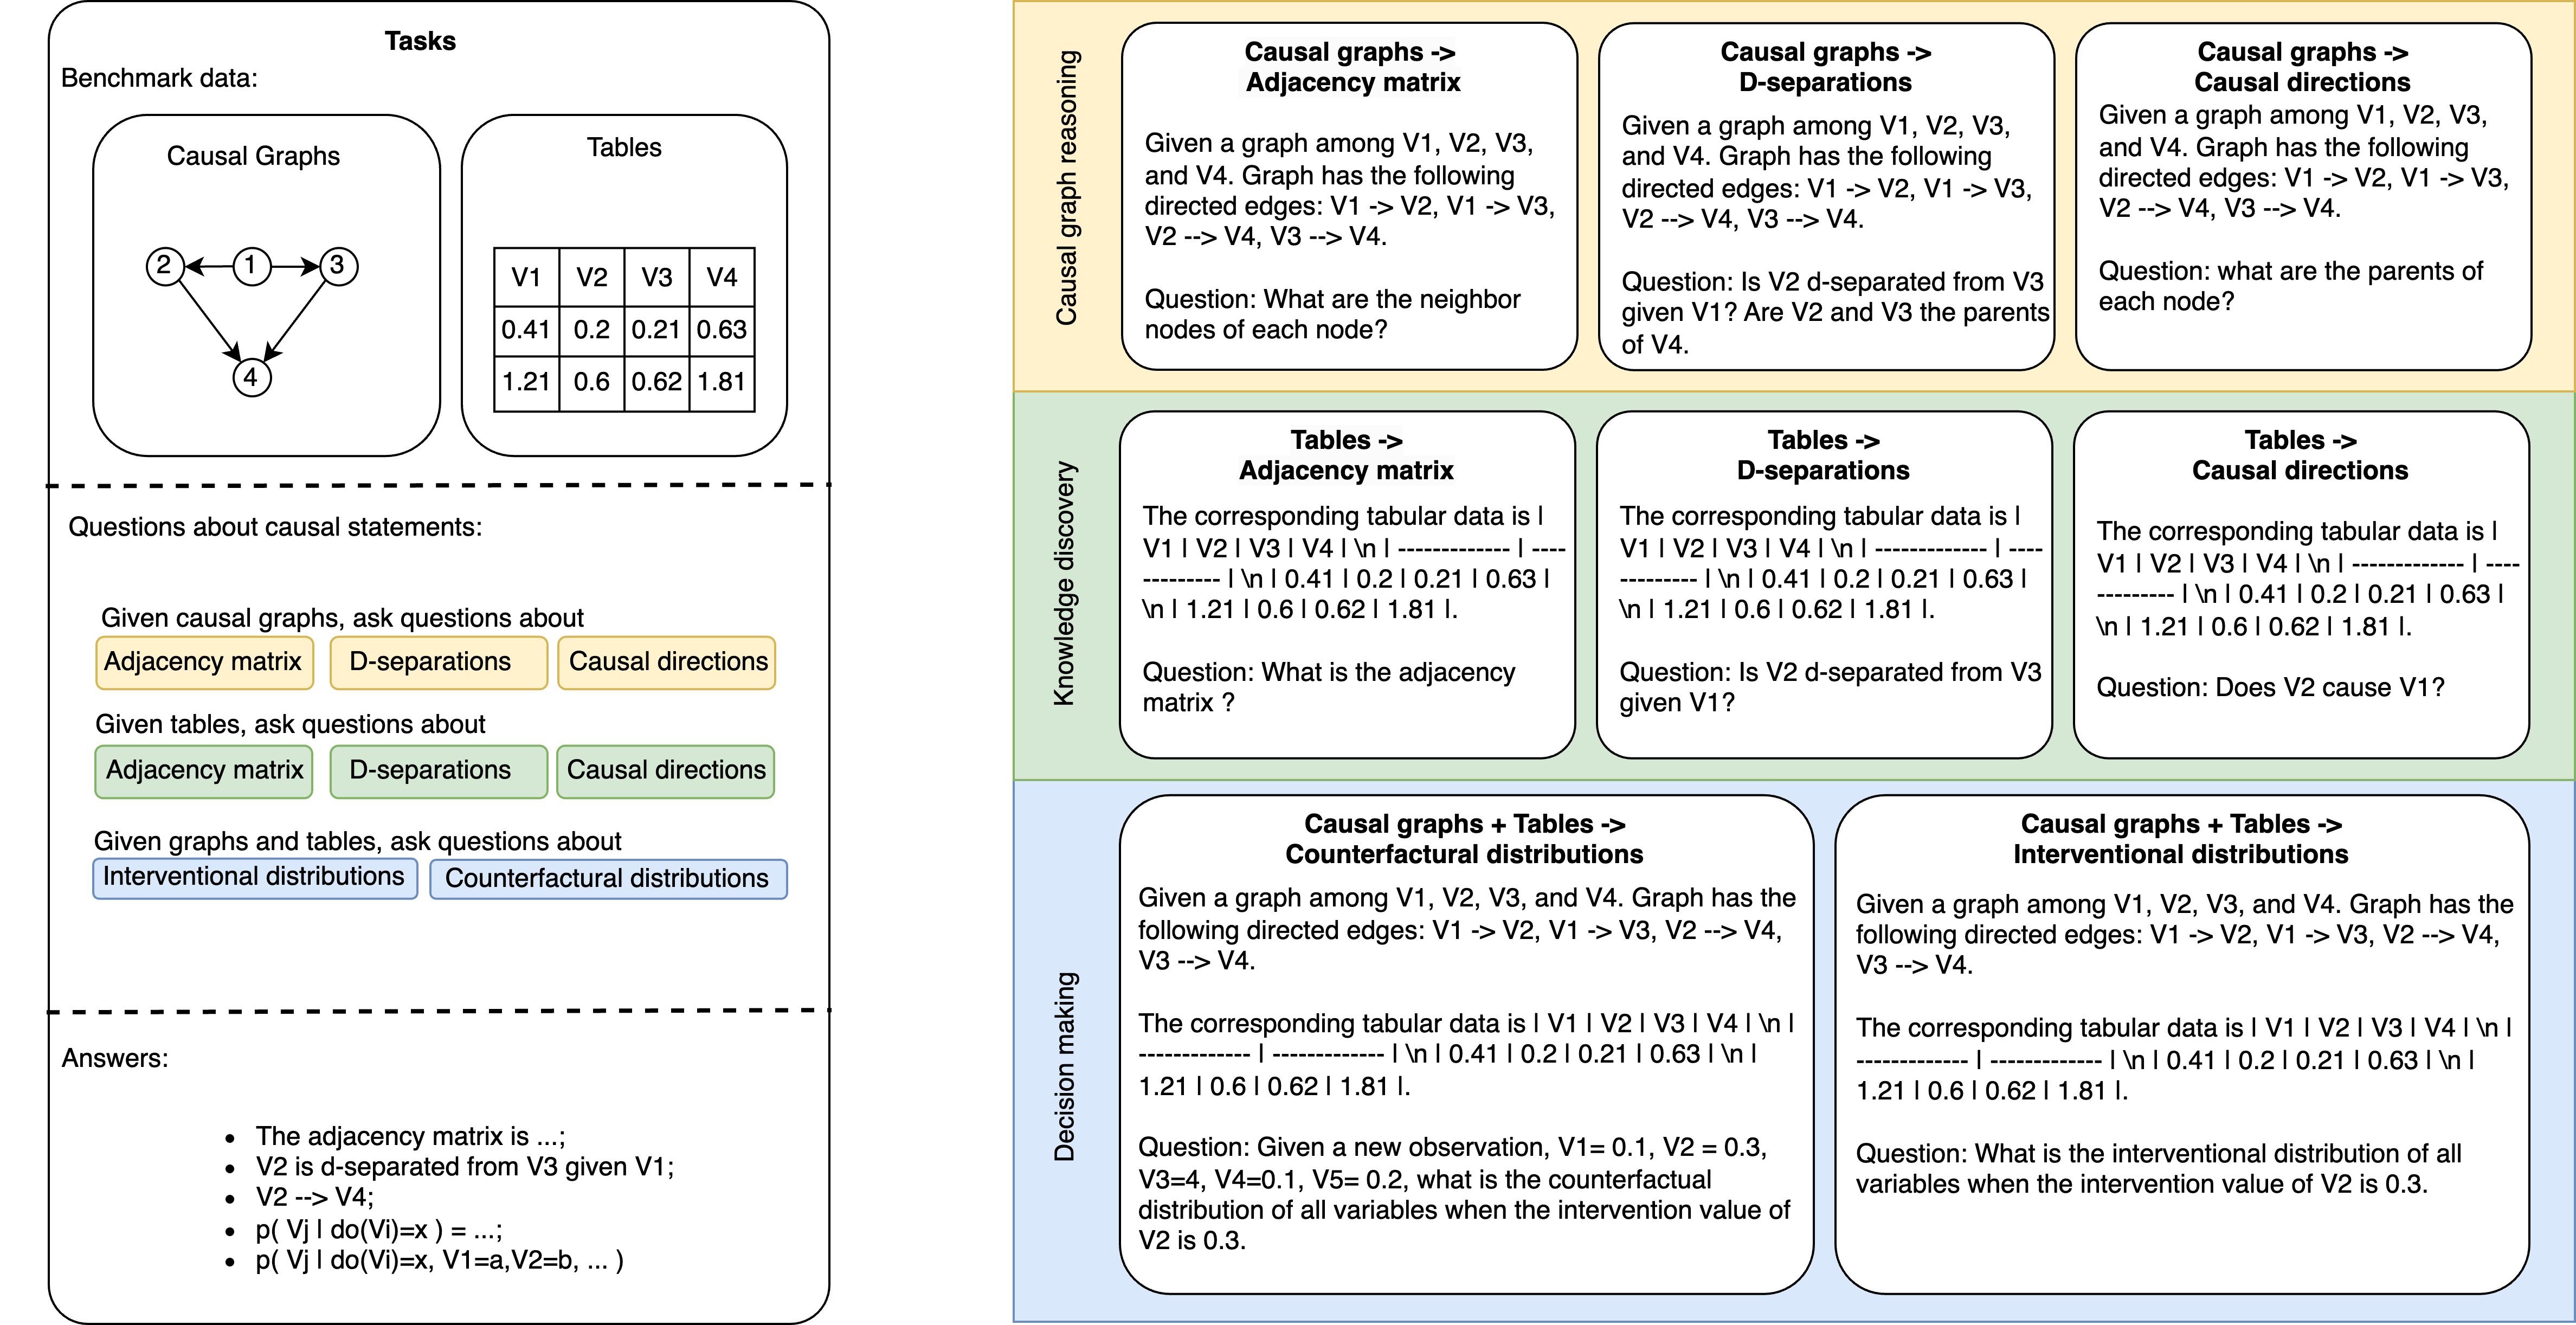 Tasks
Benchmark data:
Causal Graphs
2
1
3
4
Tables
V1 V2 V3 V4
0.41 0.2 0.21 0.63
1.21 0.6 0.62 1.81
Questions about causal statements:
Given causal graphs, ask questions about
Adjacency matrix D-separations Causal directions
Given tables, ask questions about
Adjacency matrix D-separations Causal directions
Given graphs and tables, ask questions about
Interventional distributions Counterfactural distributions
Answers:
• The adjacency matrix is ...;
• V2 is d-separated from V3 given V1;
• V2 --> V4;
• p( Vj | do(Vi)=x ) = ...;
• p( Vj | do(Vi)=x, V1=a,V2=b, ... )
Causal graph reasoning
Causal graphs ->
Adjacency matrix
Given a graph among V1, V2, V3,
and V4. Graph has the following
directed edges: V1 -> V2, V1 -> V3,
V2 --> V4, V3 --> V4.
Question: What are the neighbor
nodes of each node?
Causal graphs ->
D-separations
Given a graph among V1, V2, V3,
and V4. Graph has the following
directed edges: V1 -> V2, V1 -> V3,
V2 --> V4, V3 --> V4.
Question: Is V2 d-separated from V3
given V1? Are V2 and V3 the parents
of V4.
Causal graphs ->
Causal directions
Given a graph among V1, V2, V3,
and V4. Graph has the following
directed edges: V1 -> V2, V1 -> V3,
V2 --> V4, V3 --> V4.
Question: what are the parents of
each node?
Knowledge discovery
Tables ->
Adjacency matrix
The corresponding tabular data is |
V1 | V2 | V3 | V4 | \n | ------------- | ----
--------- | \n | 0.41 | 0.2 | 0.21 | 0.63 |
\n | 1.21 | 0.6 | 0.62 | 1.81 |.
Question: What is the adjacency
matrix ?
Tables ->
D-separations
The corresponding tabular data is |
V1 | V2 | V3 | V4 | \n | ------------- | ----
--------- | \n | 0.41 | 0.2 | 0.21 | 0.63 |
\n | 1.21 | 0.6 | 0.62 | 1.81 |.
Question: Is V2 d-separated from V3
given V1?
Tables ->
Causal directions
The corresponding tabular data is |
V1 | V2 | V3 | V4 | \n | ------------- | ----
--------- | \n | 0.41 | 0.2 | 0.21 | 0.63 |
\n | 1.21 | 0.6 | 0.62 | 1.81 |.
Question: Does V2 cause V1?
Decision making
Causal graphs + Tables ->
Counterfactural distributions
Given a graph among V1, V2, V3, and V4. Graph has the
following directed edges: V1 -> V2, V1 -> V3, V2 --> V4,
V3 --> V4.
The corresponding tabular data is | V1 | V2 | V3 | V4 | \n |
------------- | ------------- | \n | 0.41 | 0.2 | 0.21 | 0.63 | \n |
1.21 | 0.6 | 0.62 | 1.81 |.
Question: Given a new observation, V1= 0.1, V2 = 0.3,
V3=4, V4=0.1, V5= 0.2, what is the counterfactual
distribution of all variables when the intervention value of
V2 is 0.3.
Causal graphs + Tables ->
Interventional distributions
Given a graph among V1, V2, V3, and V4. Graph has the
following directed edges: V1 -> V2, V1 -> V3, V2 --> V4,
V3 --> V4.
The corresponding tabular data is | V1 | V2 | V3 | V4 | \n |
------------- | ------------- | \n | 0.41 | 0.2 | 0.21 | 0.63 | \n |
1.21 | 0.6 | 0.62 | 1.81 |.
Question: What is the interventional distribution of all
variables when the intervention value of V2 is 0.3.